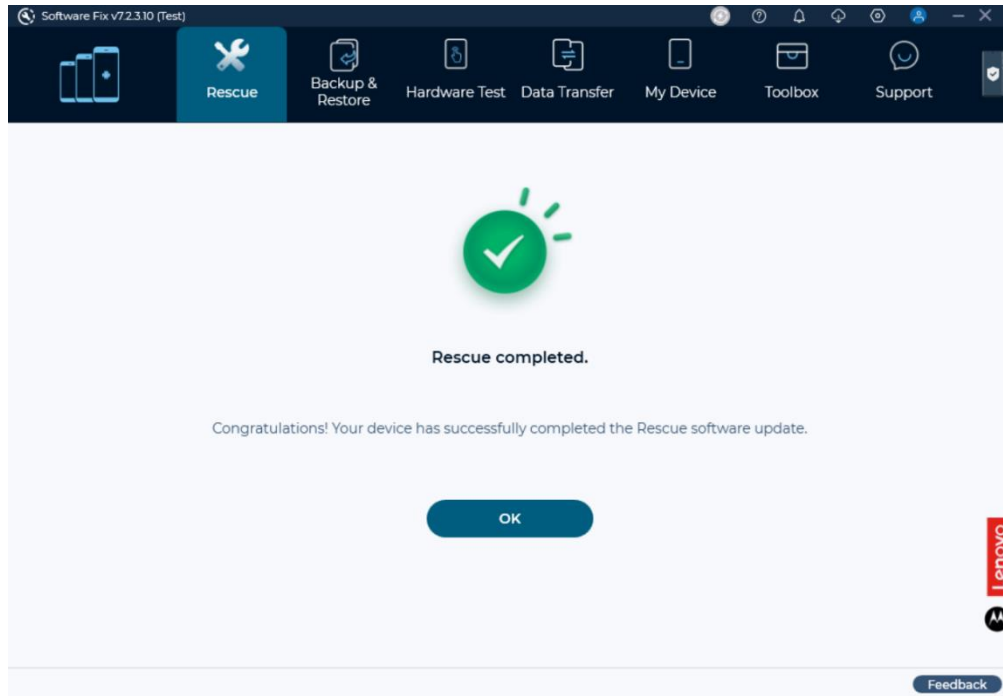 Software Fix v7.2.3.10 (Test)
Rescue
Backup &
Restore
Hardware Test
Data Transfer
My Device
Toolbox
Support
Rescue completed.
Congratulations! Your device has successfully completed the Rescue software update.
OK
Lenovo
Feedback